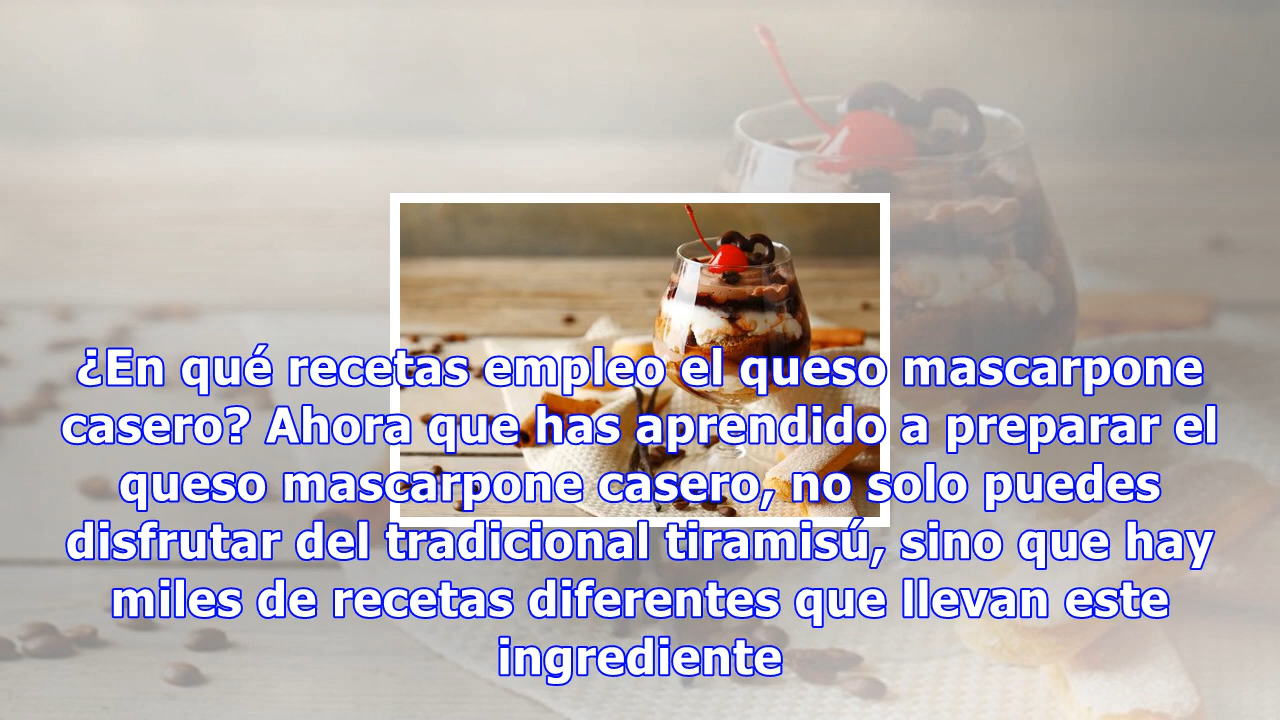 ¿En qué recetas empleo el queso mascarpone
casero? Ahora que has aprendido a preparar el
queso mascarpone casero, no solo puedes
disfrutar del tradicional tiramisú, sino que hay
miles de recetas diferentes que llevan este
ingrediente